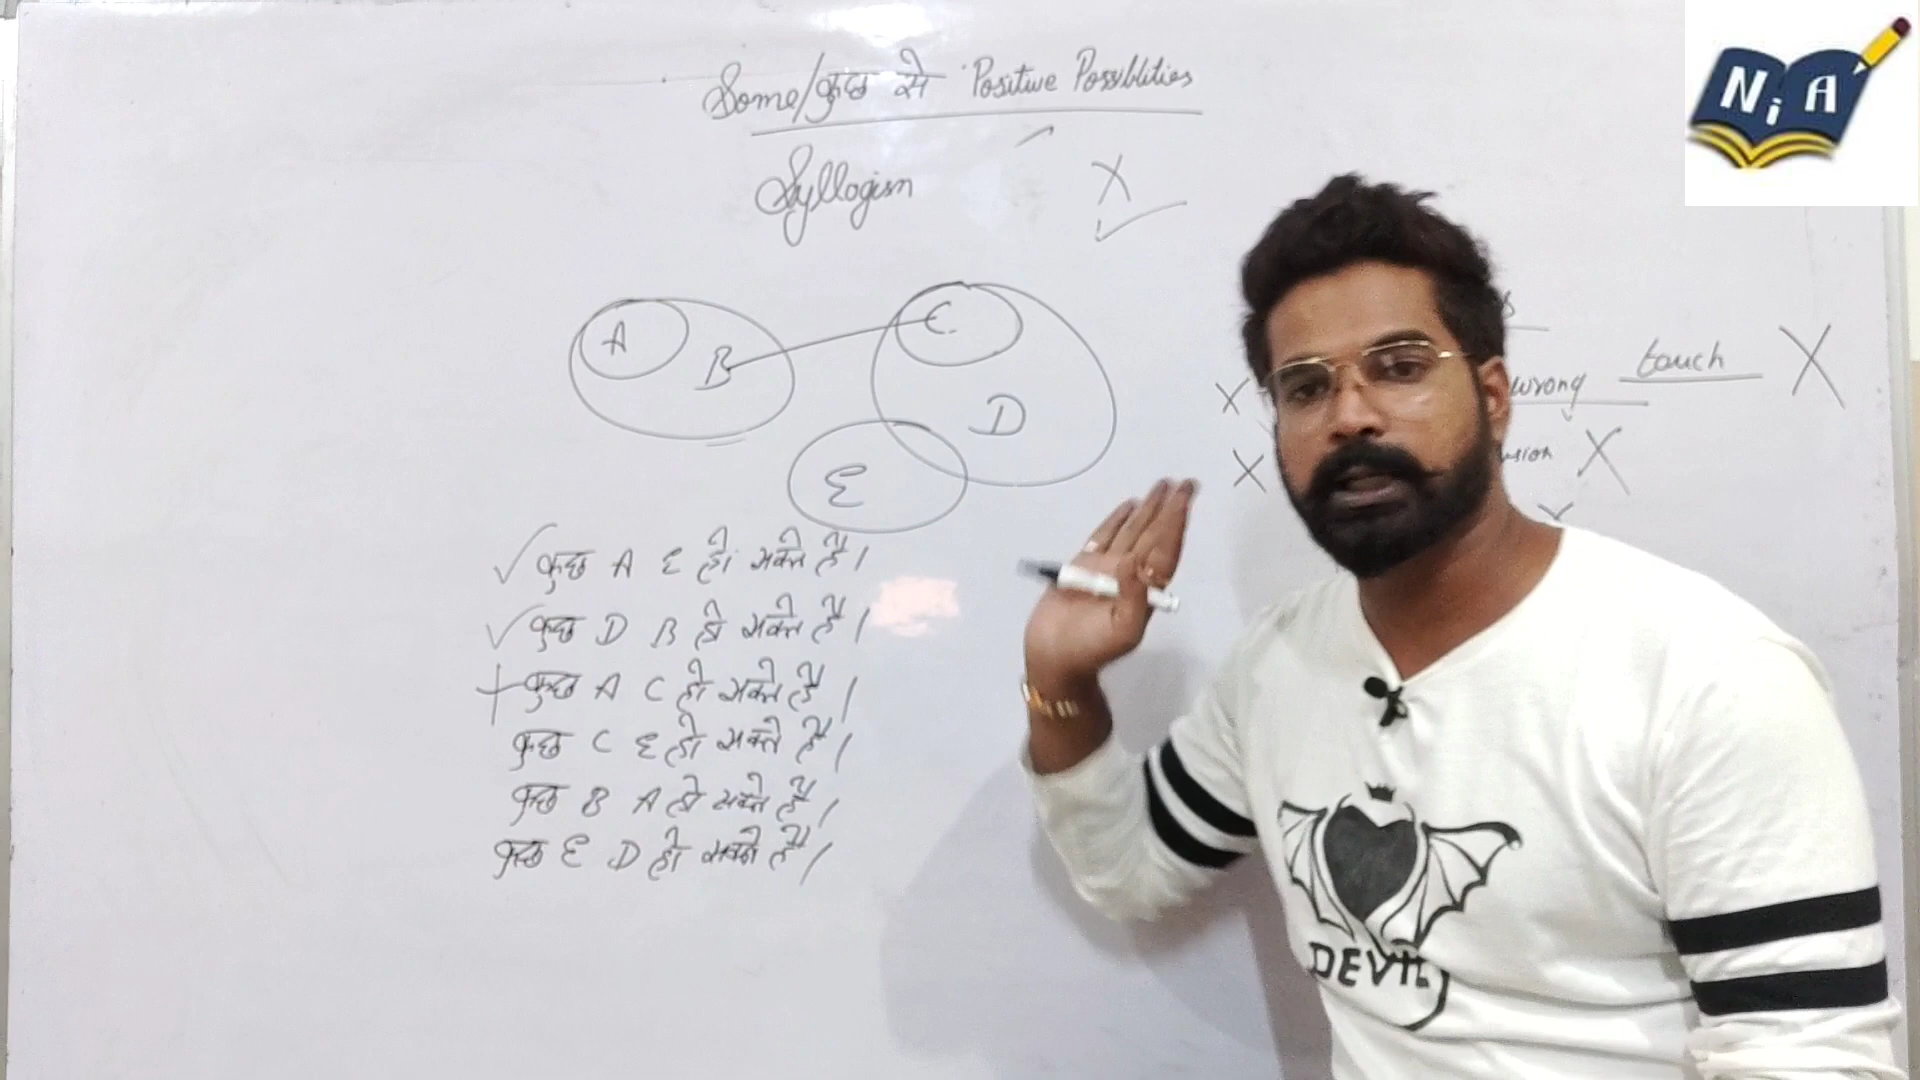 Some/कुछ से Positive Possiblities
Syllogism
A B C D E
wrong touch
कुछ A E हो सकते है।
कुछ D B हो सकते है।
कुछ A C हो सकते है।
कुछ C E हो सकते है।
कुछ B A हो सकते है।
कुछ E D हो सकते है।
NiA
DEVIL